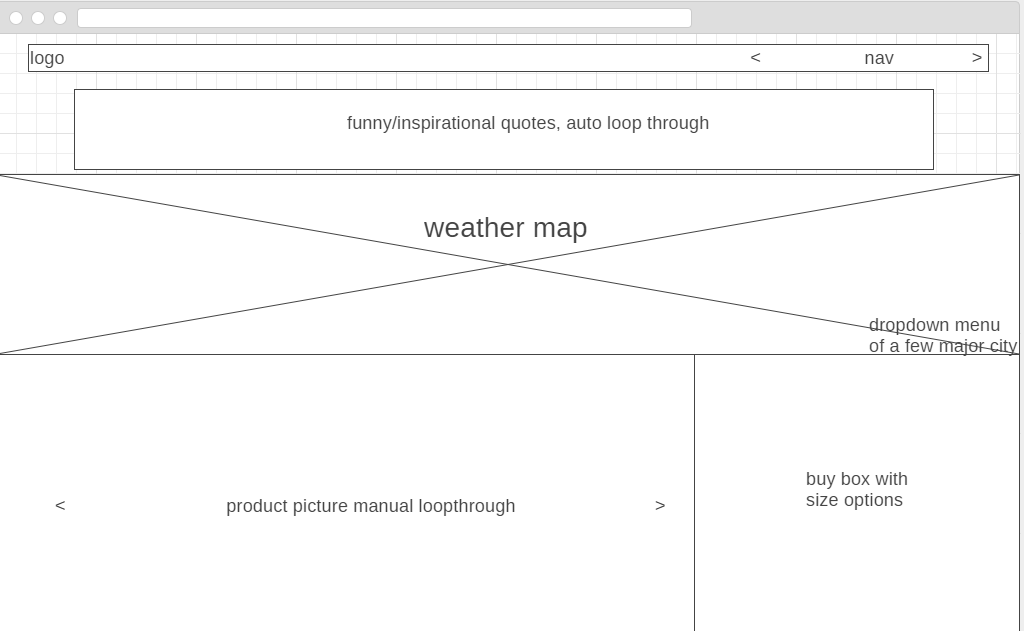 logo
< nav >
funny/inspirational quotes, auto loop through
weather map
dropdown menu
of a few major city
< product picture manual loopthrough >
buy box with
size options